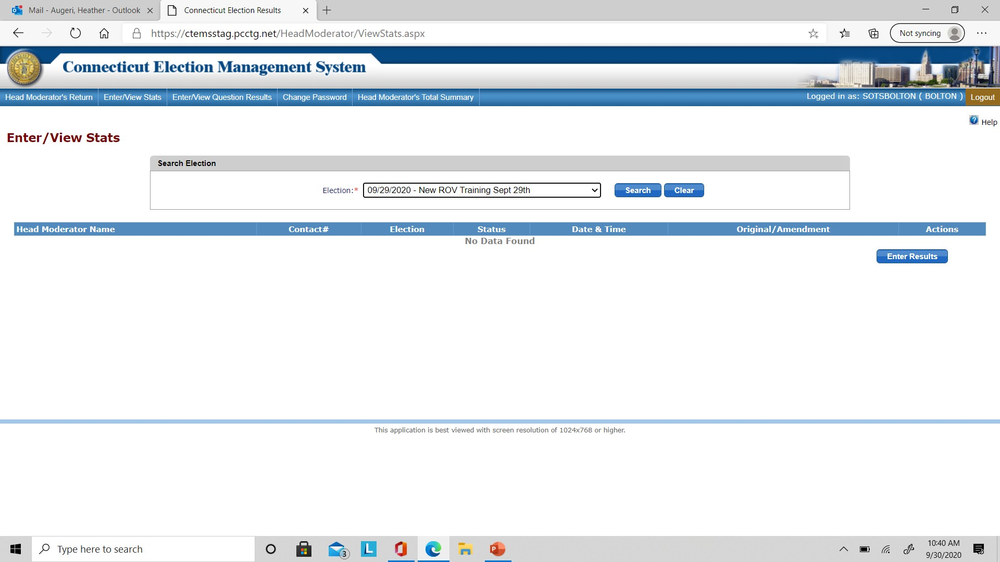 Mail - Augeri, Heather - Outlook
Connecticut Election Results
https://ctemsstag.pcctg.net/HeadModerator/ViewStats.aspx
Not syncing
Connecticut Election Management System
Head Moderator's Return
Enter/View Stats
Enter/View Question Results
Change Password
Head Moderator's Total Summary
Logged in as: SOTSBOLTON ( BOLTON )
Logout
Help
Enter/View Stats
Search Election
Election:* 09/29/2020 - New ROV Training Sept 29th Search Clear
Head Moderator Name Contact# Election Status Date & Time Original/Amendment Actions
No Data Found
Enter Results
This application is best viewed with screen resolution of 1024x768 or higher.
Type here to search
3
L
P
10:40 AM
9/30/2020